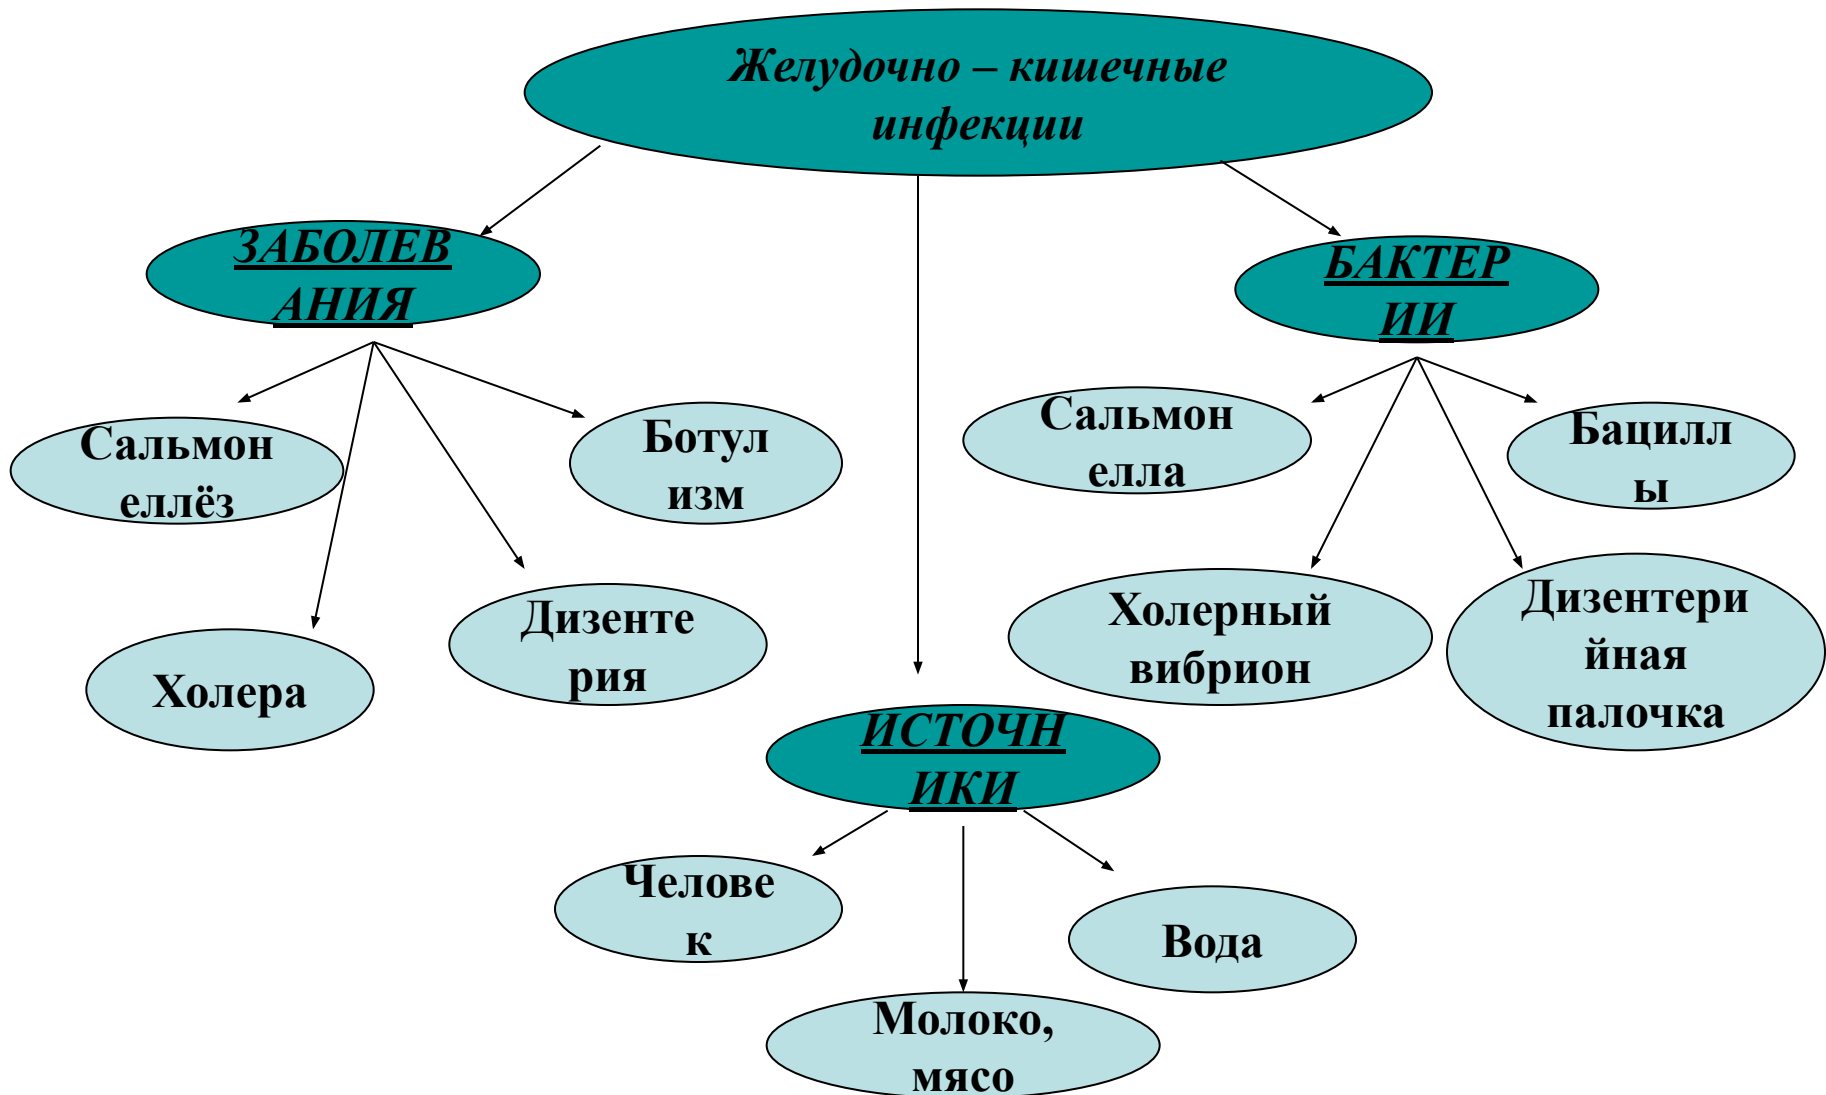 Желудочно – кишечные
инфекции
ЗАБОЛЕВ
АНИЯ
БАКТЕР
ИИ
Сальмон
еллёз
Ботул
изм
Сальмон
елла
Бацилл
ы
Холера
Дизенте
рия
Холерный
вибрион
Дизентери
йная
палочка
ИСТОЧН
ИКИ
Челове
к
Вода
Молоко,
мясо